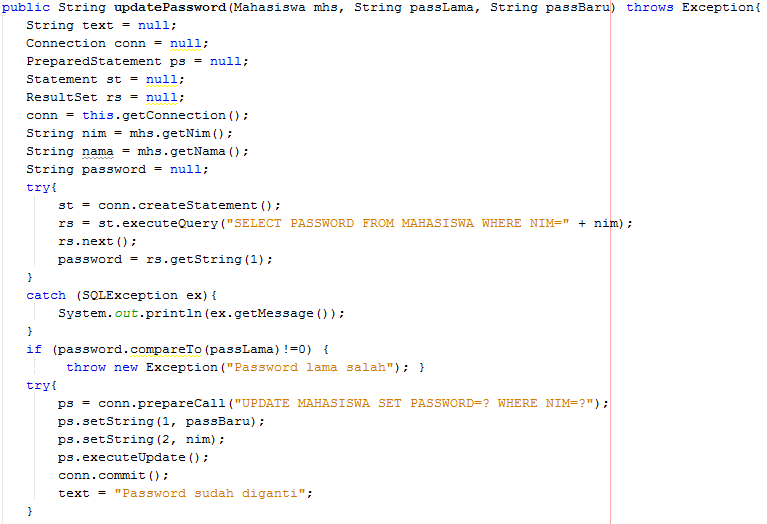 public String updatePassword(Mahasiswa mhs, String passLama, String passBaru) throws Exception{
String text = null;
Connection conn = null;
PreparedStatement ps = null;
Statement st = null;
ResultSet rs = null;
conn = this.getConnection();
String nim = mhs.getNim();
String nama = mhs.getNama();
String password = null;
try{
st = conn.createStatement();
rs = st.executeQuery("SELECT PASSWORD FROM MAHASISWA WHERE NIM=" + nim);
rs.next();
password = rs.getString(1);
}
catch (SQLException ex){
System.out.println(ex.getMessage());
}
if (password.compareTo(passLama)!=0) {
throw new Exception("Password lama salah"); }
try{
ps = conn.prepareCall("UPDATE MAHASISWA SET PASSWORD=? WHERE NIM=?");
ps.setString(1, passBaru);
ps.setString(2, nim);
ps.executeUpdate();
conn.commit();
text = "Password sudah diganti";
}